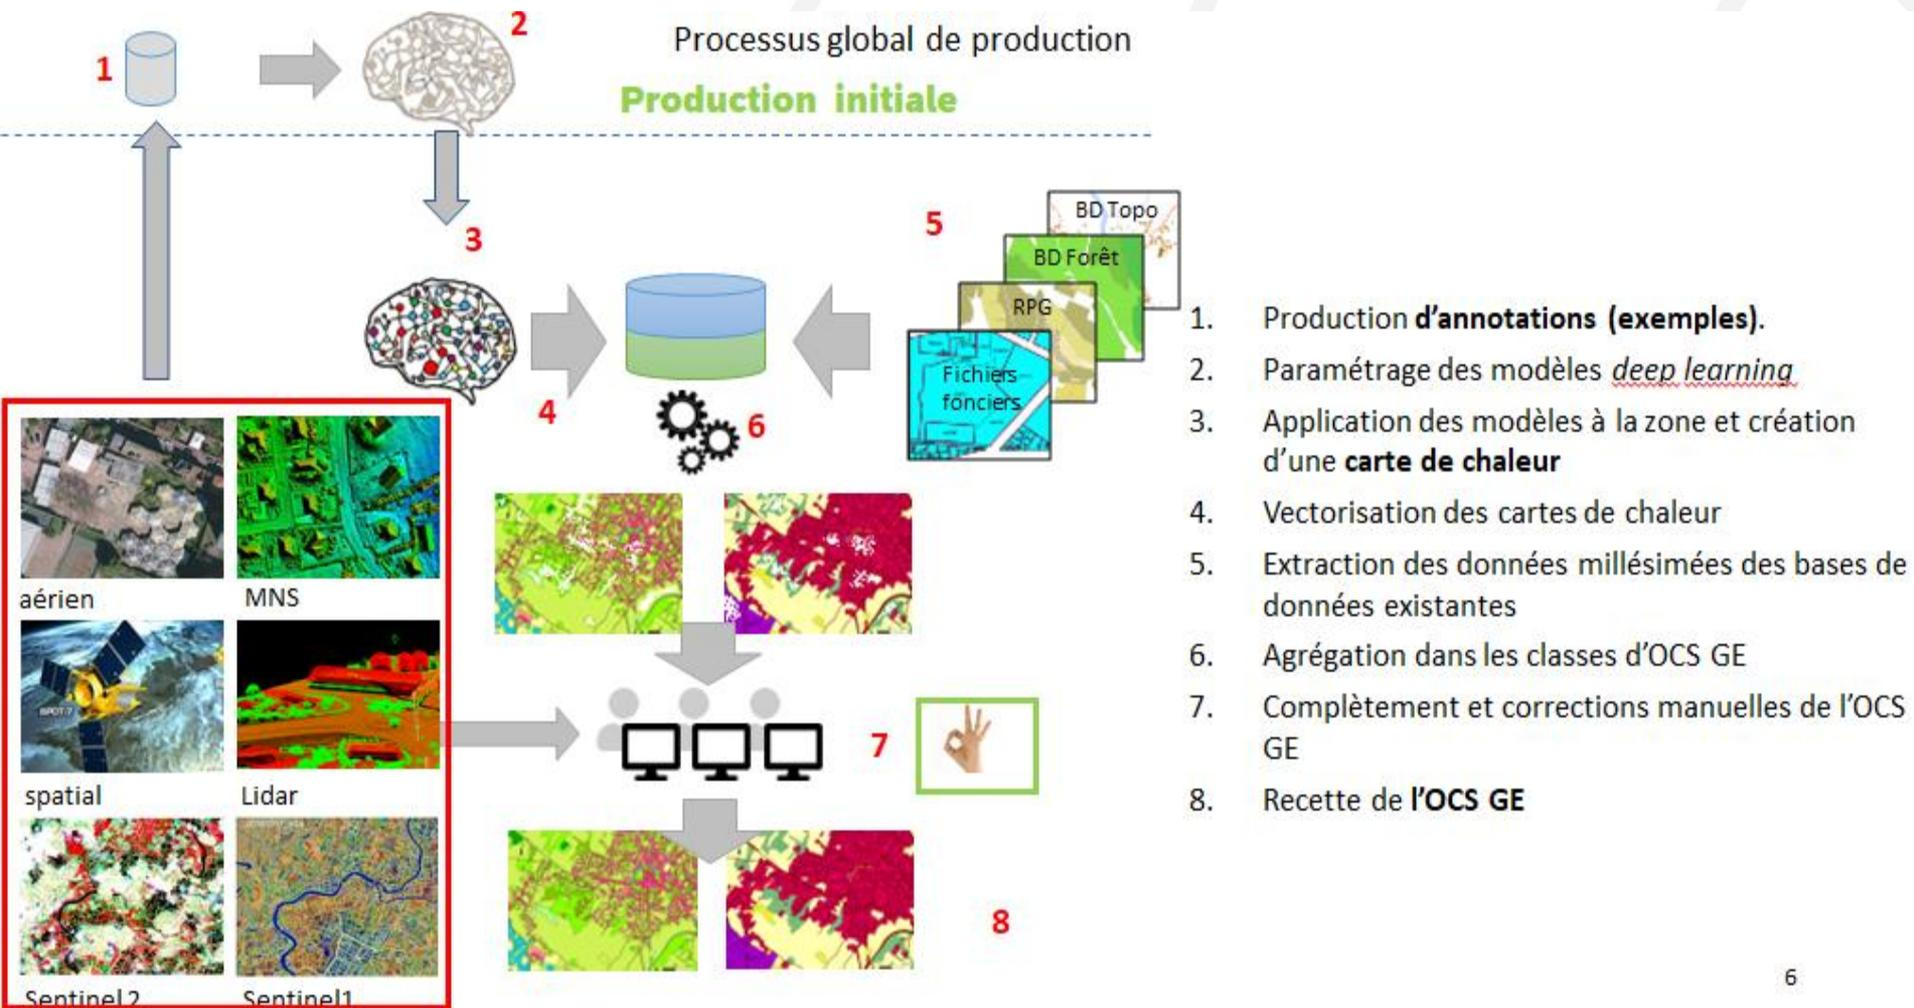 Processus global de production
Production initiale
1
2
3
4
5
6
BD Topo
BD Forêt
RPG
Fichiers
fonciers
aérien
MNS
SPOT 7
spatial
Lidar
Sentinel 2
Sentinel1
7
8
1. Production d'annotations (exemples).
2. Paramétrage des modèles deep learning
3. Application des modèles à la zone et création
d'une carte de chaleur
4. Vectorisation des cartes de chaleur
5. Extraction des données millésimées des bases de
données existantes
6. Agrégation dans les classes d'OCS GE
7. Complètement et corrections manuelles de l'OCS
GE
8. Recette de l'OCS GE
6